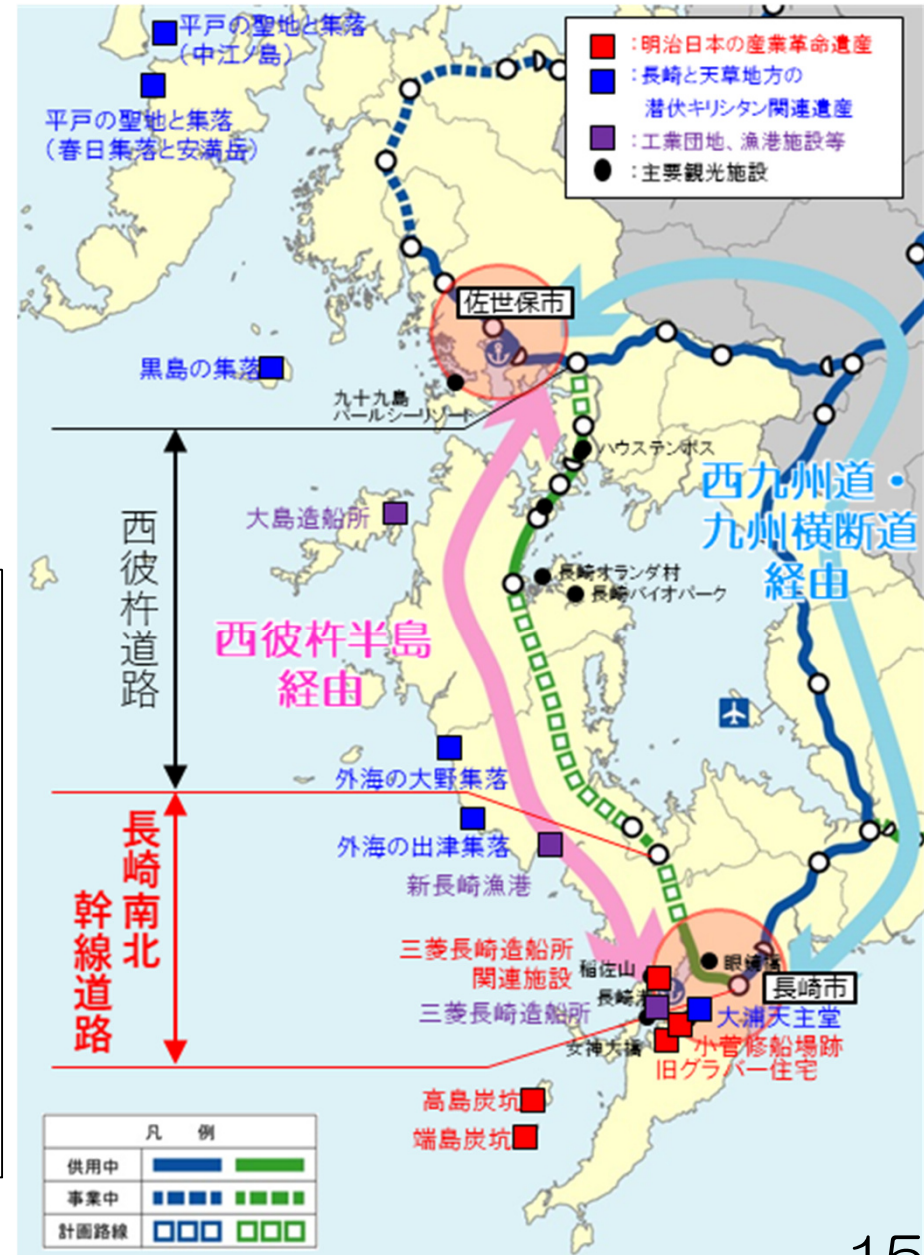 平戸の聖地と集落
（中江ノ島）
平戸の聖地と集落
（春日集落と安満岳）
：明治日本の産業革命遺産
：長崎と天草地方の
潜伏キリシタン関連遺産
：工業団地、漁港施設等
：主要観光施設
佐世保市
黒島の集落
九十九島
パールシーリゾート
ハウステンボス
西九州道・
九州横断道
経由
大島造船所
長崎オランダ村
長崎バイオパーク
西彼杵道路
西彼杵半島
経由
外海の大野集落
外海の出津集落
新長崎漁港
長崎南北
幹線道路
三菱長崎造船所
関連施設
稲佐山
眼鏡橋
長崎市
長崎港
三菱長崎造船所
大浦天主堂
女神大橋
小菅修船場跡
旧グラバー住宅
高島炭坑
端島炭坑
凡例
供用中
事業中
計画路線
15